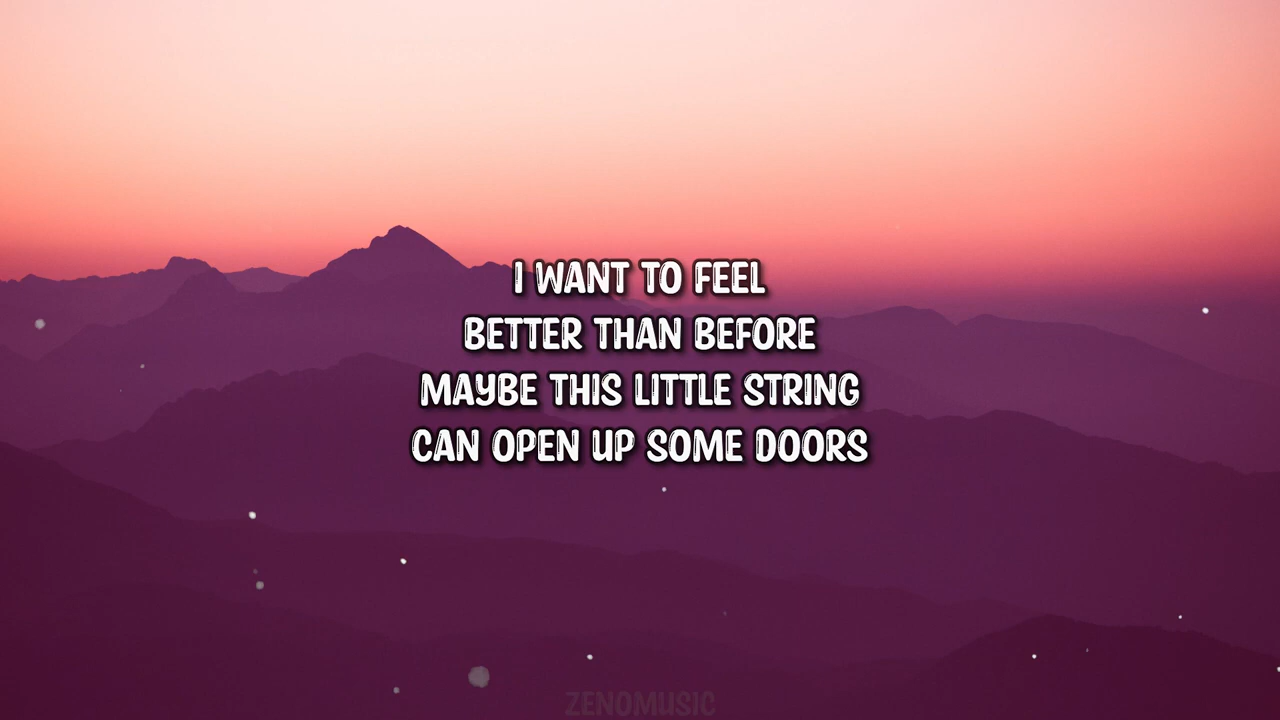 I WANT TO FEEL
BETTER THAN BEFORE
MAYBE THIS LITTLE STRING
CAN OPEN UP SOME DOORS
ZENOMUSIC